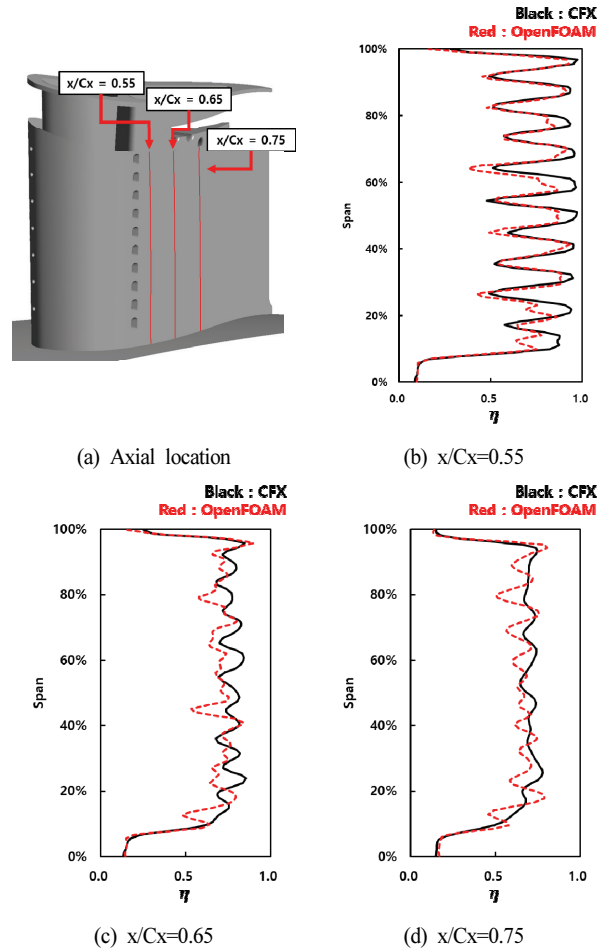 x/Cx = 0.55
x/Cx = 0.65
x/Cx = 0.75
(a) Axial location
Black : CFX
Red : OpenFOAM
100%
80%
60%
Span
40%
20%
0%
0.0 0.5 1.0
η
(b) x/Cx=0.55
Black : CFX
Red : OpenFOAM
100%
80%
60%
Span
40%
20%
0%
0.0 0.5 1.0
η
(c) x/Cx=0.65
Black : CFX
Red : OpenFOAM
100%
80%
60%
Span
40%
20%
0%
0.0 0.5 1.0
η
(d) x/Cx=0.75